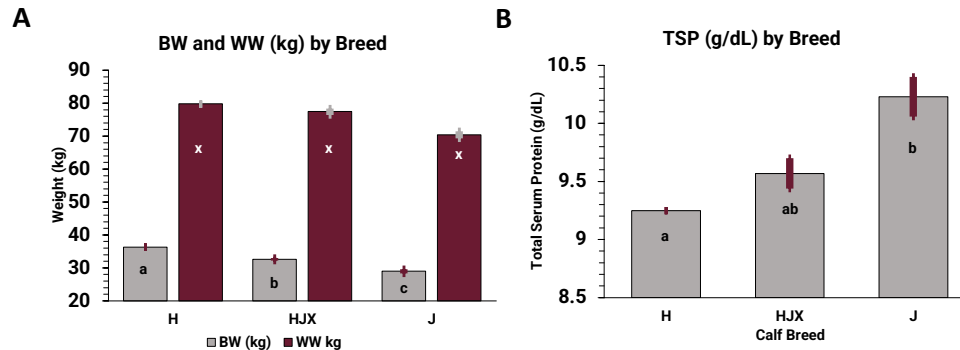 A
BW and WW (kg) by Breed
Weight (kg)
90
80
70
60
50
40
30
20
x
x
x
a
b
c
H
HJX
J
BW (kg)
WW kg
B
TSP (g/dL) by Breed
Total Serum Protein (g/dL)
10.5
10
9.5
9
8.5
a
ab
b
H
HJX
J
Calf Breed